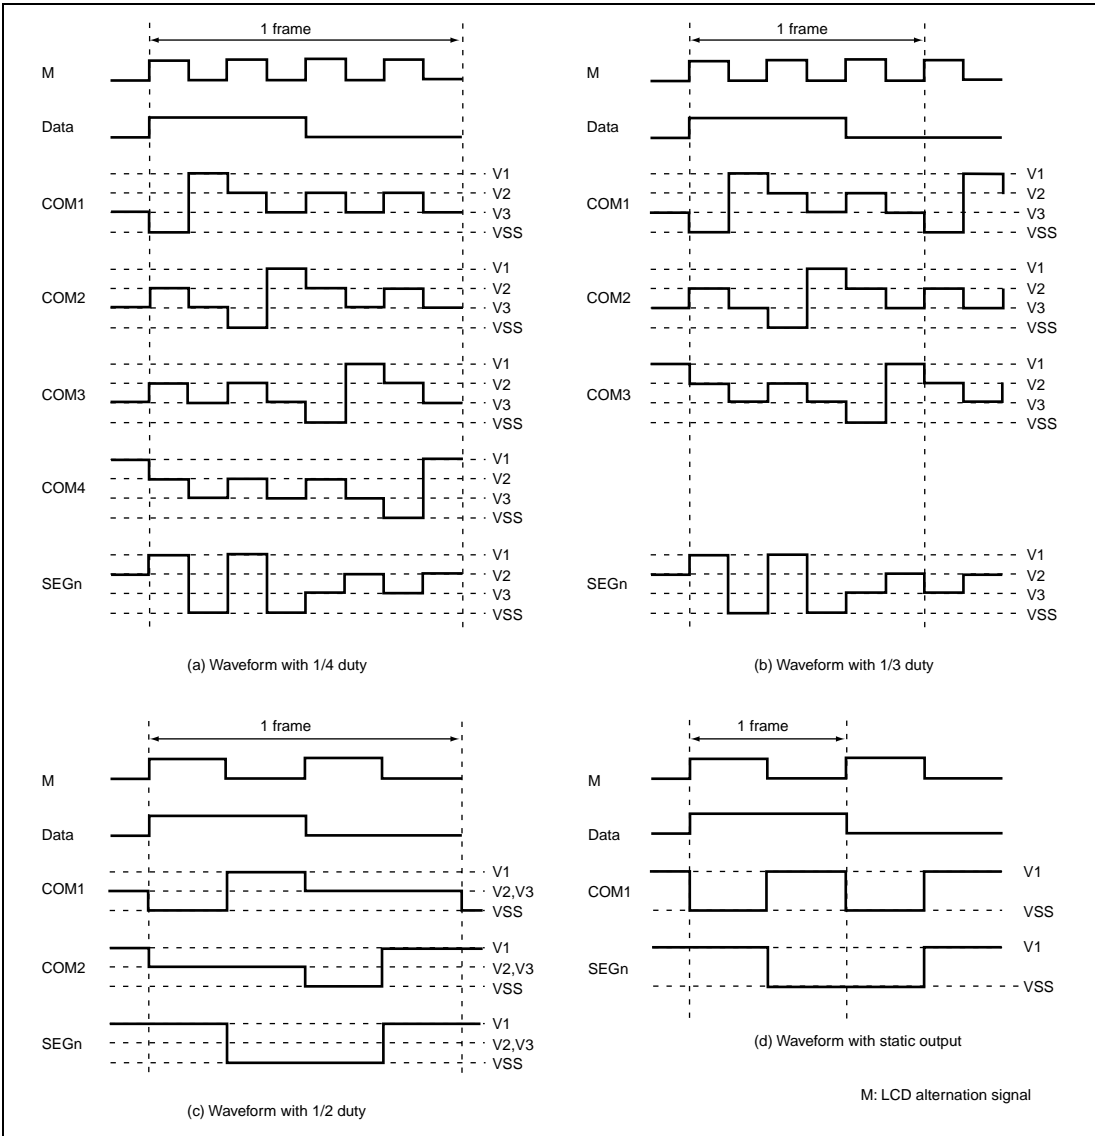 1 frame
M
Data
V1
V2
COM1
V3
VSS
V1
V2
COM2
V3
VSS
V1
V2
COM3
V3
VSS
V1
V2
COM4
V3
VSS
V1
V2
SEGn
V3
VSS
(a) Waveform with 1/4 duty
1 frame
M
Data
V1
V2
COM1
V3
VSS
V1
V2
COM2
V3
VSS
V1
V2
COM3
V3
VSS
V1
V2
SEGn
V3
VSS
(b) Waveform with 1/3 duty
1 frame
M
Data
V1
COM1
V2,V3
VSS
V1
COM2
V2,V3
VSS
V1
SEGn
V2,V3
VSS
(c) Waveform with 1/2 duty
1 frame
M
Data
V1
COM1
VSS
V1
SEGn
VSS
(d) Waveform with static output
M: LCD alternation signal